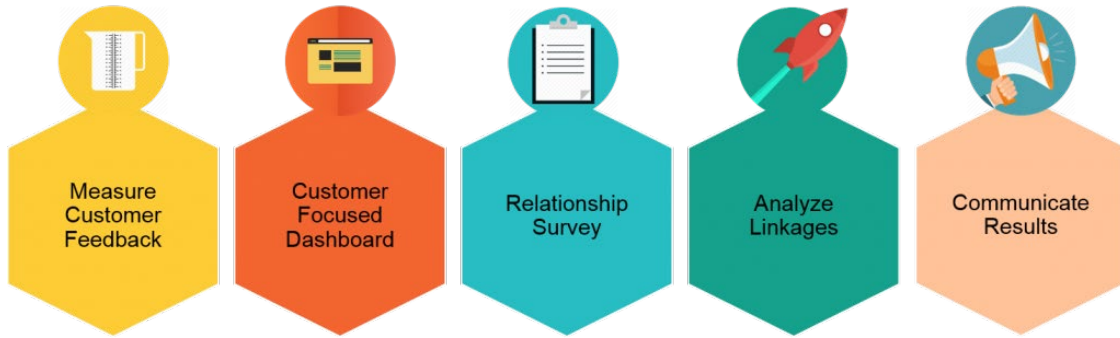 Measure
Customer
Feedback
Customer
Focused
Dashboard
Relationship
Survey
Analyze
Linkages
Communicate
Results